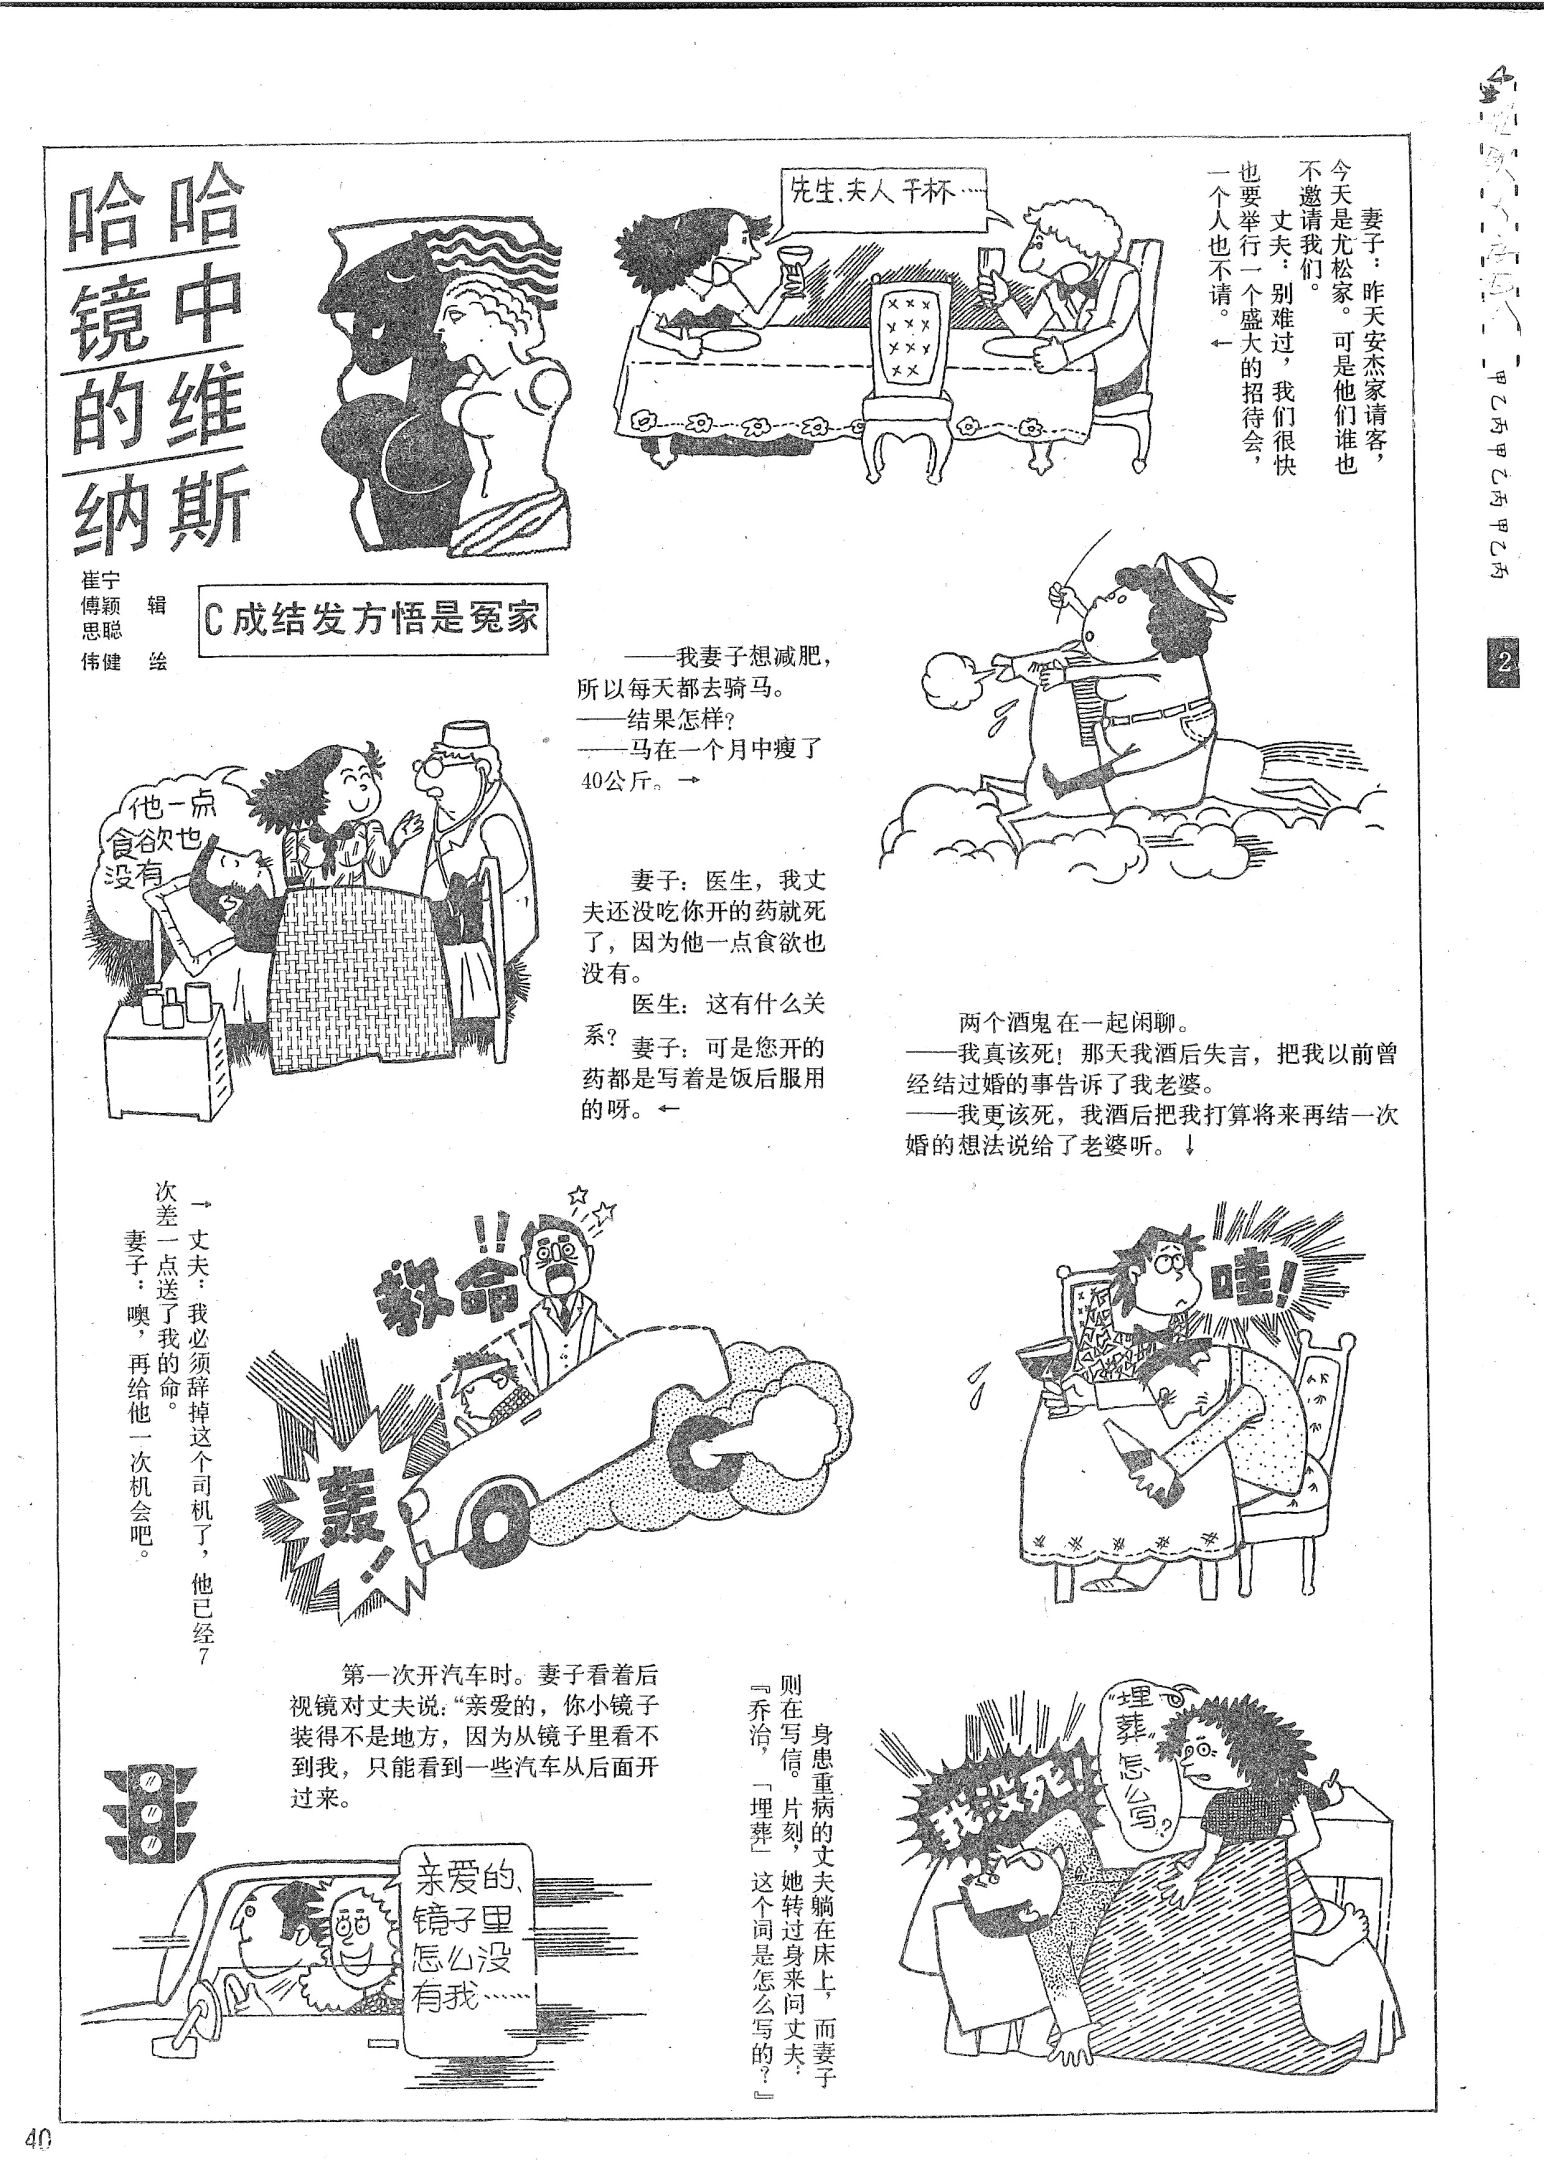 哈哈
镜中
的维
纳斯
崔宁
傅颖 辑
思聪
伟健 绘
C成结发方悟是冤家
先生、夫人干杯……
妻子：昨天安杰家请客，
今天是尤松家。可是他们谁也
不邀请我们。
丈夫：别难过，我们很快
也要举行一个盛大的招待会，
一个人也不请。←
——我妻子想减肥，
所以每天都去骑马。
——结果怎样？
——马在一个月中瘦了
40公斤。→
他一点
食欲也
没有
妻子：医生，我丈
夫还没吃你开的药就死
了，因为他一点食欲也
没有。
医生：这有什么关
系？
妻子：可是您开的
药都是写着是饭后服用
的呀。←
两个酒鬼在一起闲聊。
——我真该死！那天我酒后失言，把我以前曾
经结过婚的事告诉了我老婆。
——我更该死，我酒后把我打算将来再结一次
婚的想法说给了老婆听。↓
→丈夫：我必须辞掉这个司机了，他已经7
次差一点送了我的命。
妻子：噢，再给他一次机会吧。
救命!!
轰!
哇!
第一次开汽车时。妻子看着后
视镜对丈夫说：“亲爱的，你小镜子
装得不是地方，因为从镜子里看不
到我，只能看到一些汽车从后面开
过来。
亲爱的、
镜子里
怎么没
有我……
身患重病的丈夫躺在床上，而妻子
则在写信。片刻，她转过身来问丈夫：
『乔治，「埋葬」这个词是怎么写的？』
我没死!
“埋
葬”
怎
么
写?
甲乙丙甲乙丙甲乙丙
2
40